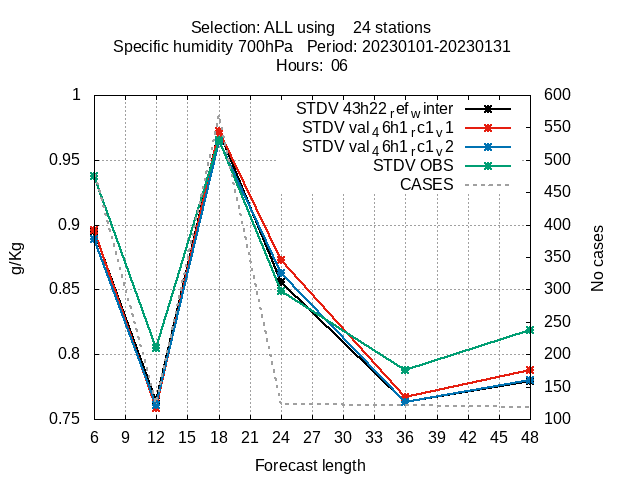 Selection: ALL using    24 stations
Specific humidity 700hPa   Period: 20230101-20230131
Hours:  06
1
0.95
0.9
0.85
0.8
0.75
g/Kg
STDV 43h22refwinter
STDV val46h1rc1v1
STDV val46h1rc1v2
STDV OBS
CASES
600
550
500
450
400
350
300
250
200
150
100
No cases
6 9 12 15 18 21 24 27 30 33 36 39 42 45 48
Forecast length